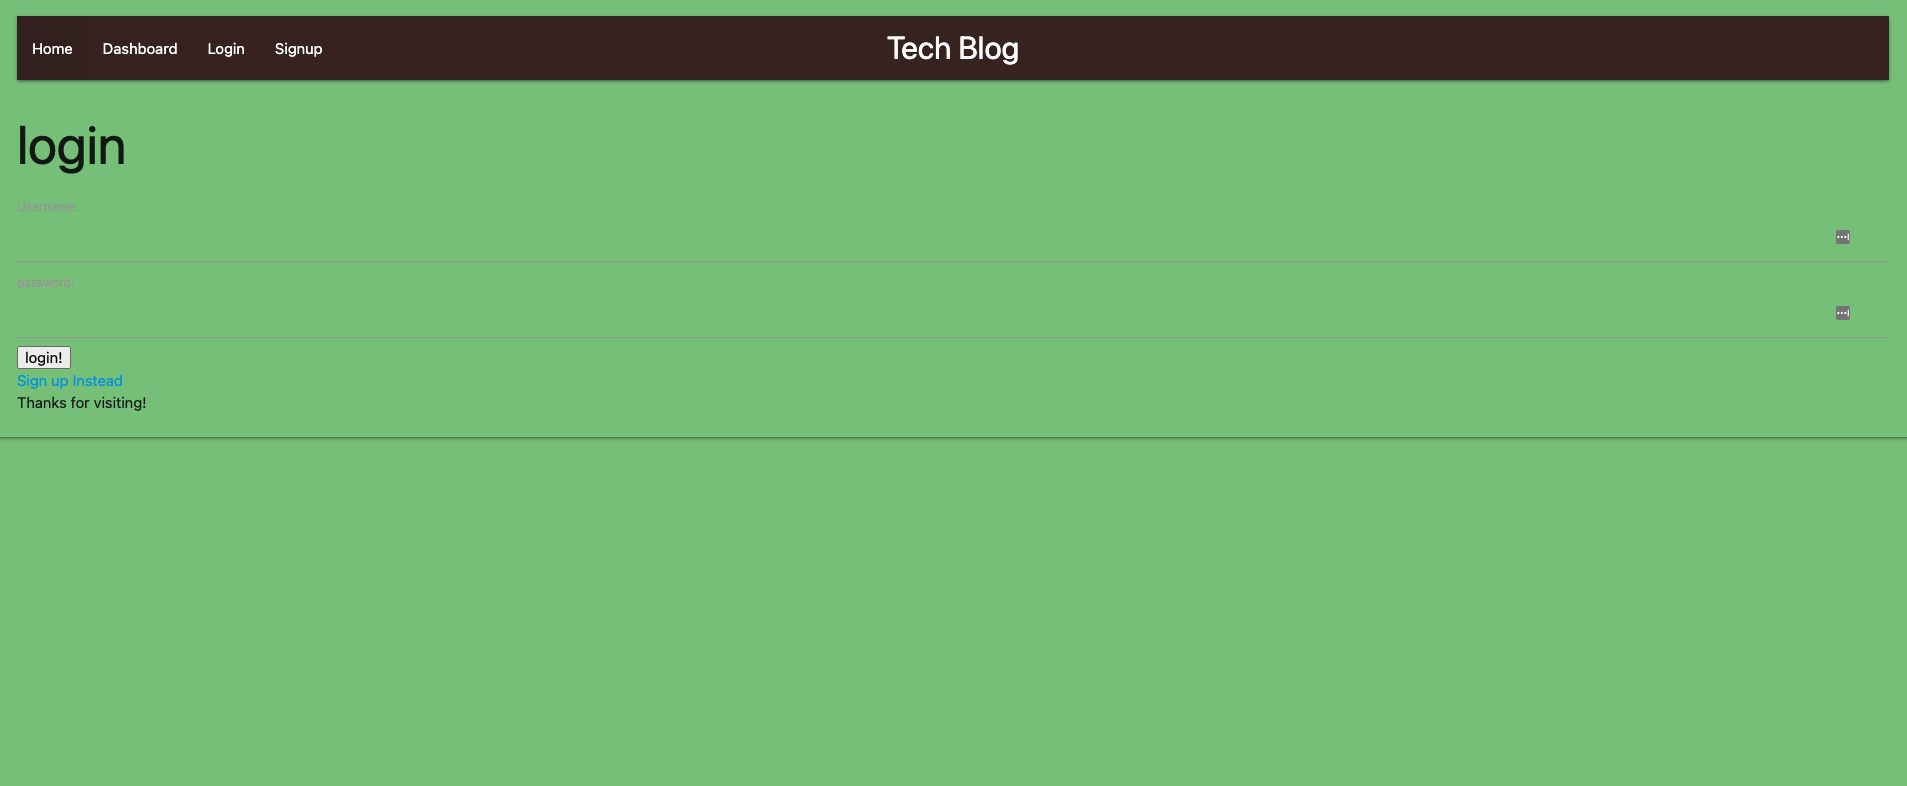 Home Dashboard Login Signup Tech Blog
login
Username:
password:
login!
Sign up Instead
Thanks for visiting!